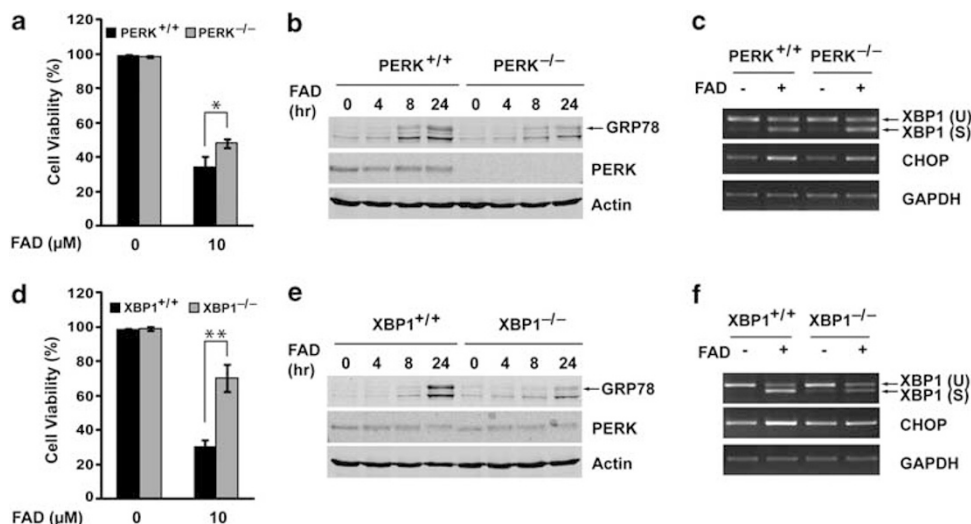 a
PERK+/+ PERK−/−
Cell Viability (%)
100
80
60
40
20
0
*
FAD (µM) 0 10
b
PERK+/+ PERK−/−
FAD (hr) 0 4 8 24 0 4 8 24
GRP78
PERK
Actin
c
PERK+/+ PERK−/−
FAD - + - +
XBP1 (U)
XBP1 (S)
CHOP
GAPDH
d
XBP1+/+ XBP1−/−
Cell Viability (%)
100
80
60
40
20
0
**
FAD (µM) 0 10
e
XBP1+/+ XBP1−/−
FAD (hr) 0 4 8 24 0 4 8 24
GRP78
PERK
Actin
f
XBP1+/+ XBP1−/−
FAD - + - +
XBP1 (U)
XBP1 (S)
CHOP
GAPDH